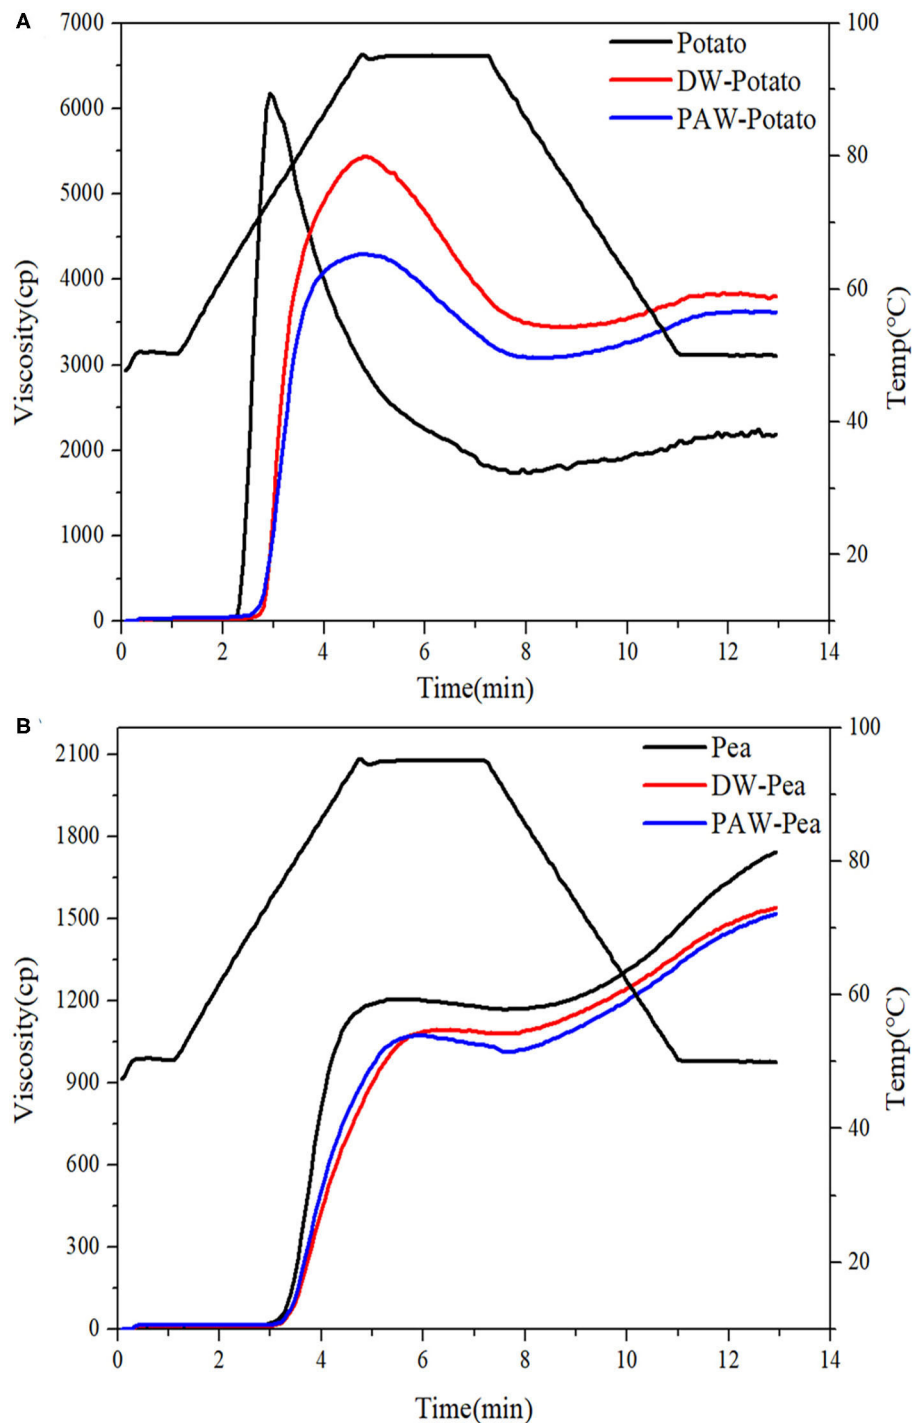 A
7000
6000
5000
4000
3000
2000
1000
0
Viscosity(cp)
100
80
60
40
20
Temp(°C)
Potato
DW-Potato
PAW-Potato
0 2 4 6 8 10 12 14
Time(min)
B
2100
1800
1500
1200
900
600
300
0
Viscosity(cp)
100
80
60
40
20
Temp(°C)
Pea
DW-Pea
PAW-Pea
0 2 4 6 8 10 12 14
Time(min)